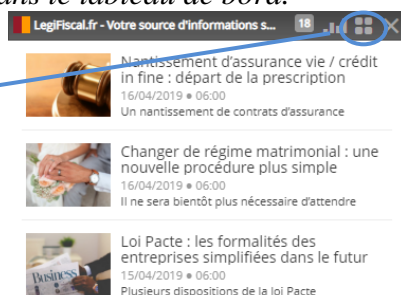 dans le tableau de bord.
LegiFiscal.fr - Votre source d'informations s... 18
Nantissement d'assurance vie / crédit
in fine : départ de la prescription
16/04/2019 • 06:00
Un nantissement de contrats d'assurance
Changer de régime matrimonial : une
nouvelle procédure plus simple
16/04/2019 • 06:00
Il ne sera bientôt plus nécessaire d'attendre
Loi Pacte : les formalités des
entreprises simplifiées dans le futur
15/04/2019 • 06:00
Plusieurs dispositions de la loi Pacte
Business